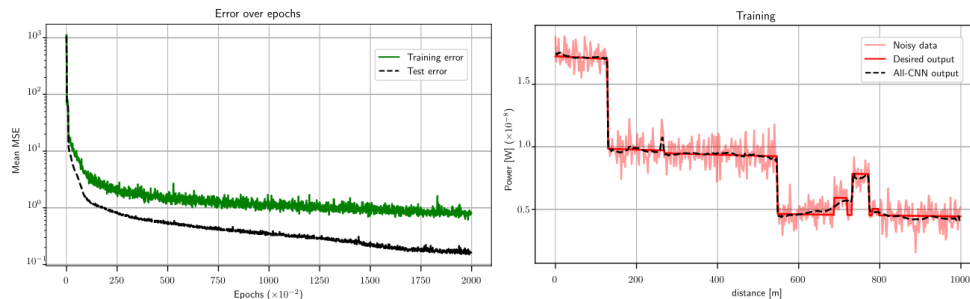 Error over epochs
Mean MSE
10³
10²
10¹
10⁰
10⁻¹
Training error
Test error
0 250 500 750 1000 1250 1500 1750 2000
Epochs (×10⁻²)
Training
Power [W] (×10⁻⁸)
1.5
1.0
0.5
Noisy data
Desired output
All-CNN output
0 200 400 600 800 1000
distance [m]